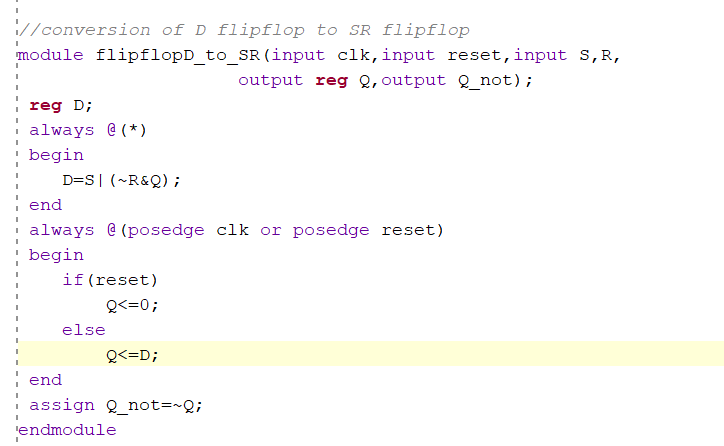 //conversion of D flipflop to SR flipflop
module flipflopD_to_SR(input clk,input reset,input S,R,
output reg Q,output Q_not);
reg D;
always @(*)
begin
D=S|(~R&Q);
end
always @(posedge clk or posedge reset)
begin
if(reset)
Q<=0;
else
Q<=D;
end
assign Q_not=~Q;
endmodule